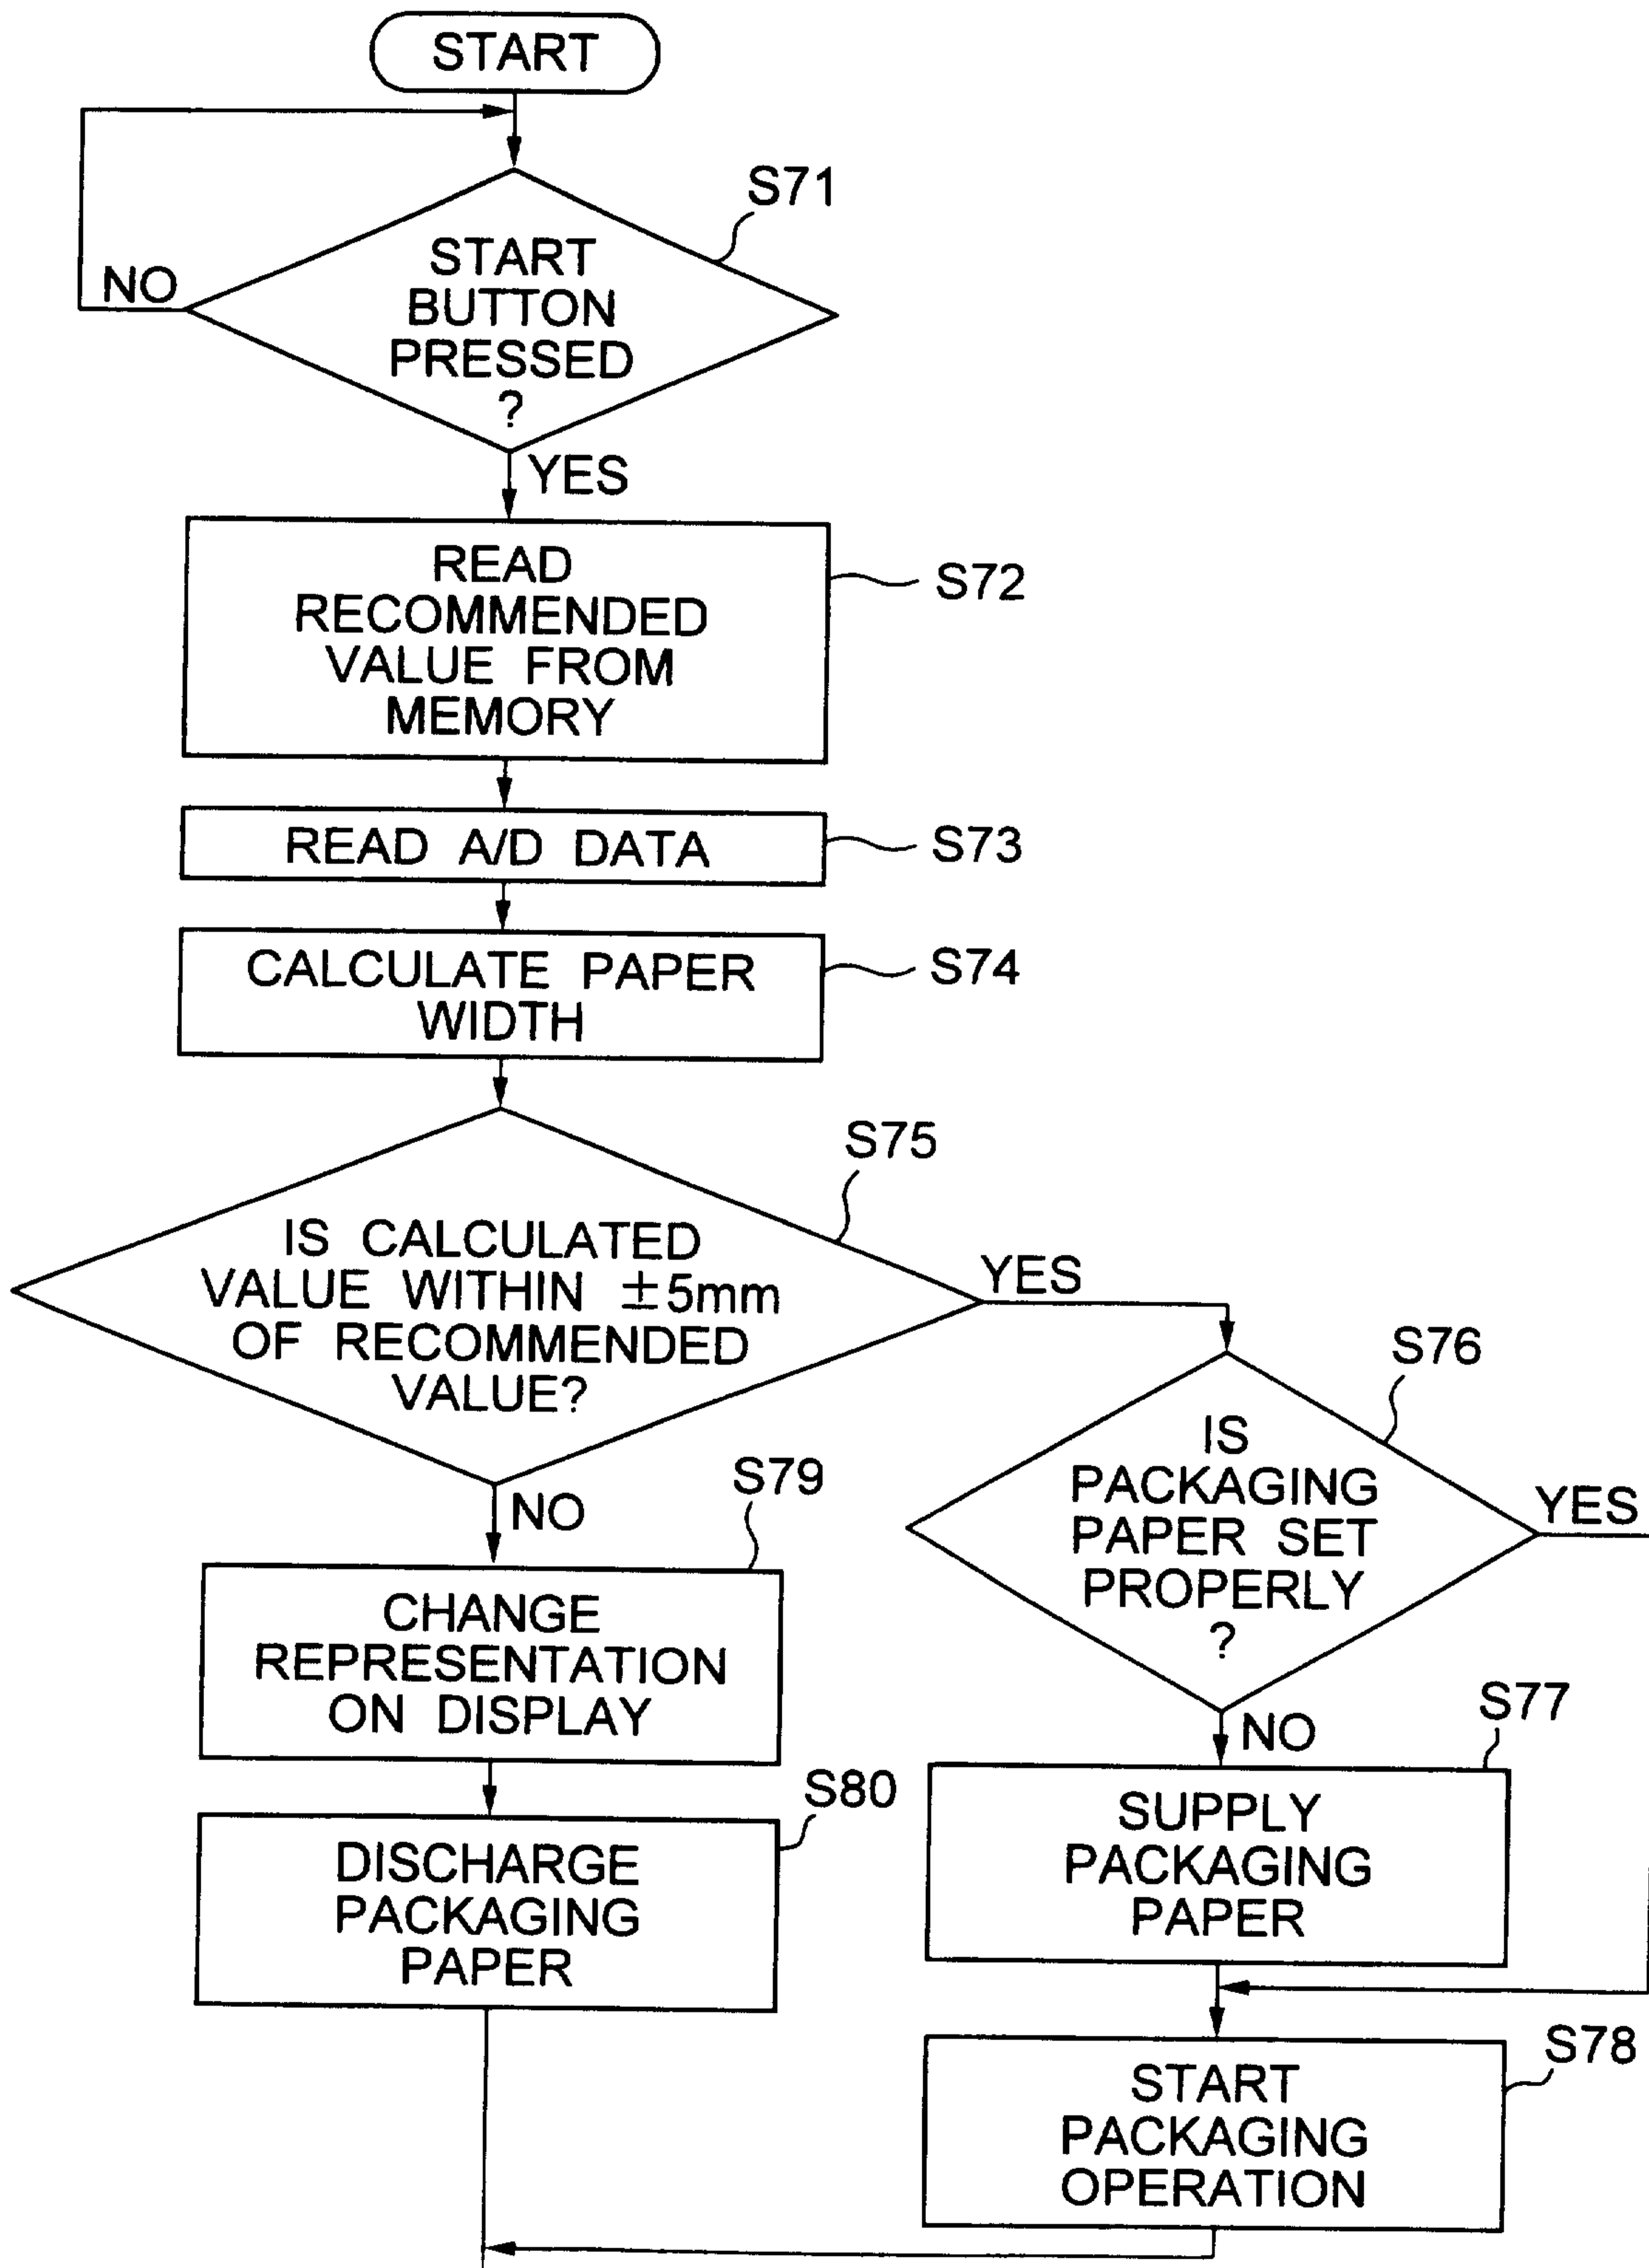 START
S71
START
BUTTON
PRESSED
?
NO
YES
READ
RECOMMENDED
VALUE FROM
MEMORY
S72
READ A/D DATA
S73
CALCULATE PAPER
WIDTH
S74
S75
IS CALCULATED
VALUE WITHIN ±5mm
OF RECOMMENDED
VALUE?
YES
NO
S76
IS
PACKAGING
PAPER SET
PROPERLY
?
YES
NO
S79
CHANGE
REPRESENTATION
ON DISPLAY
S77
SUPPLY
PACKAGING
PAPER
S80
DISCHARGE
PACKAGING
PAPER
S78
START
PACKAGING
OPERATION